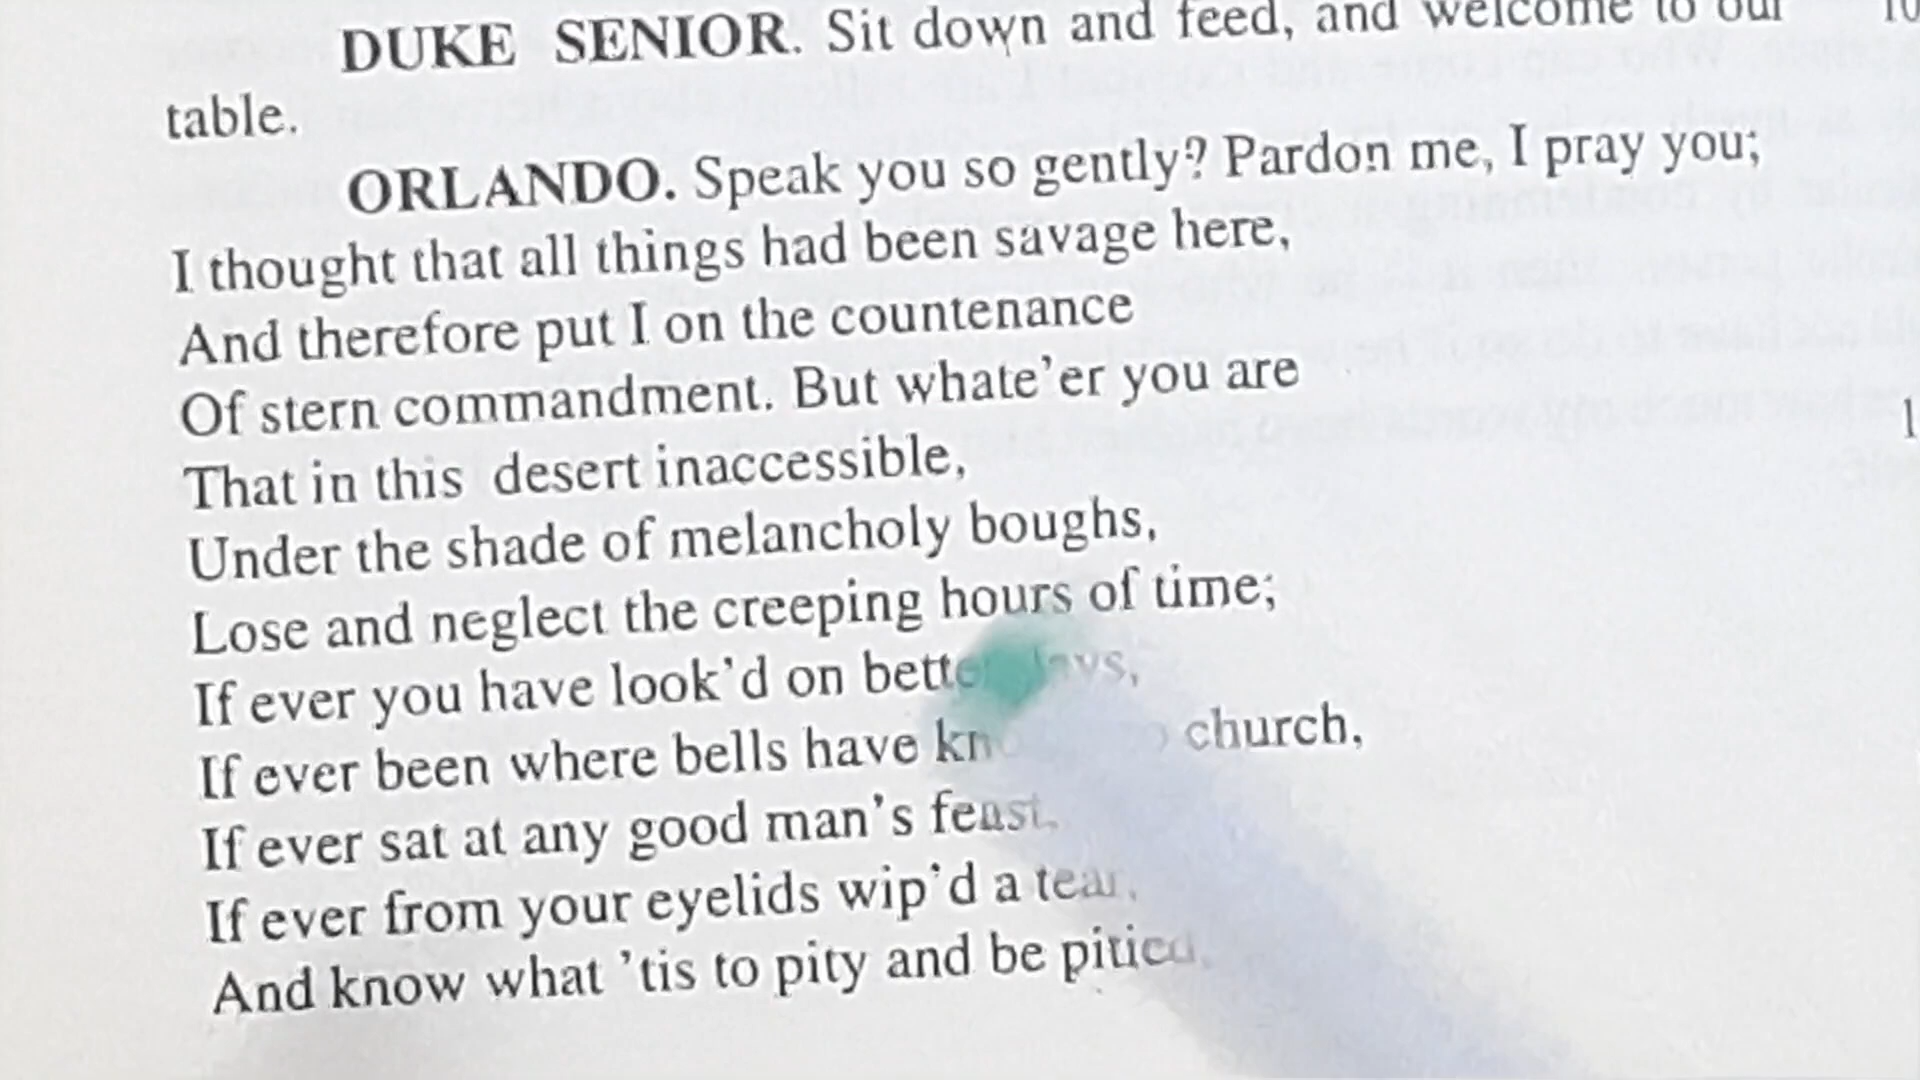 DUKE SENIOR. Sit down and feed, and welcome to our
table.
ORLANDO. Speak you so gently? Pardon me, I pray you;
I thought that all things had been savage here,
And therefore put I on the countenance
Of stern commandment. But whate'er you are
That in this desert inaccessible,
Under the shade of melancholy boughs,
Lose and neglect the creeping hours of time;
If ever you have look'd on
If ever been where bells have church,
If ever sat at any good man's feast,
If ever from your eyelids wip'd a tear,
And know what 'tis to pity and be pitied,